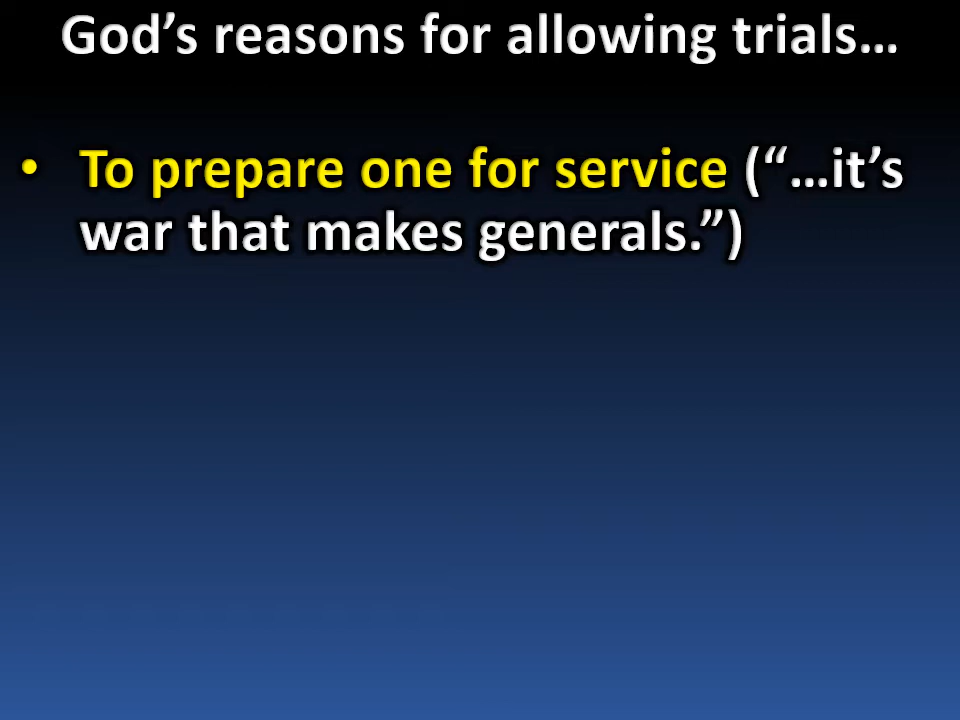 God’s reasons for allowing trials…
• To prepare one for service (“…it’s
war that makes generals.”)